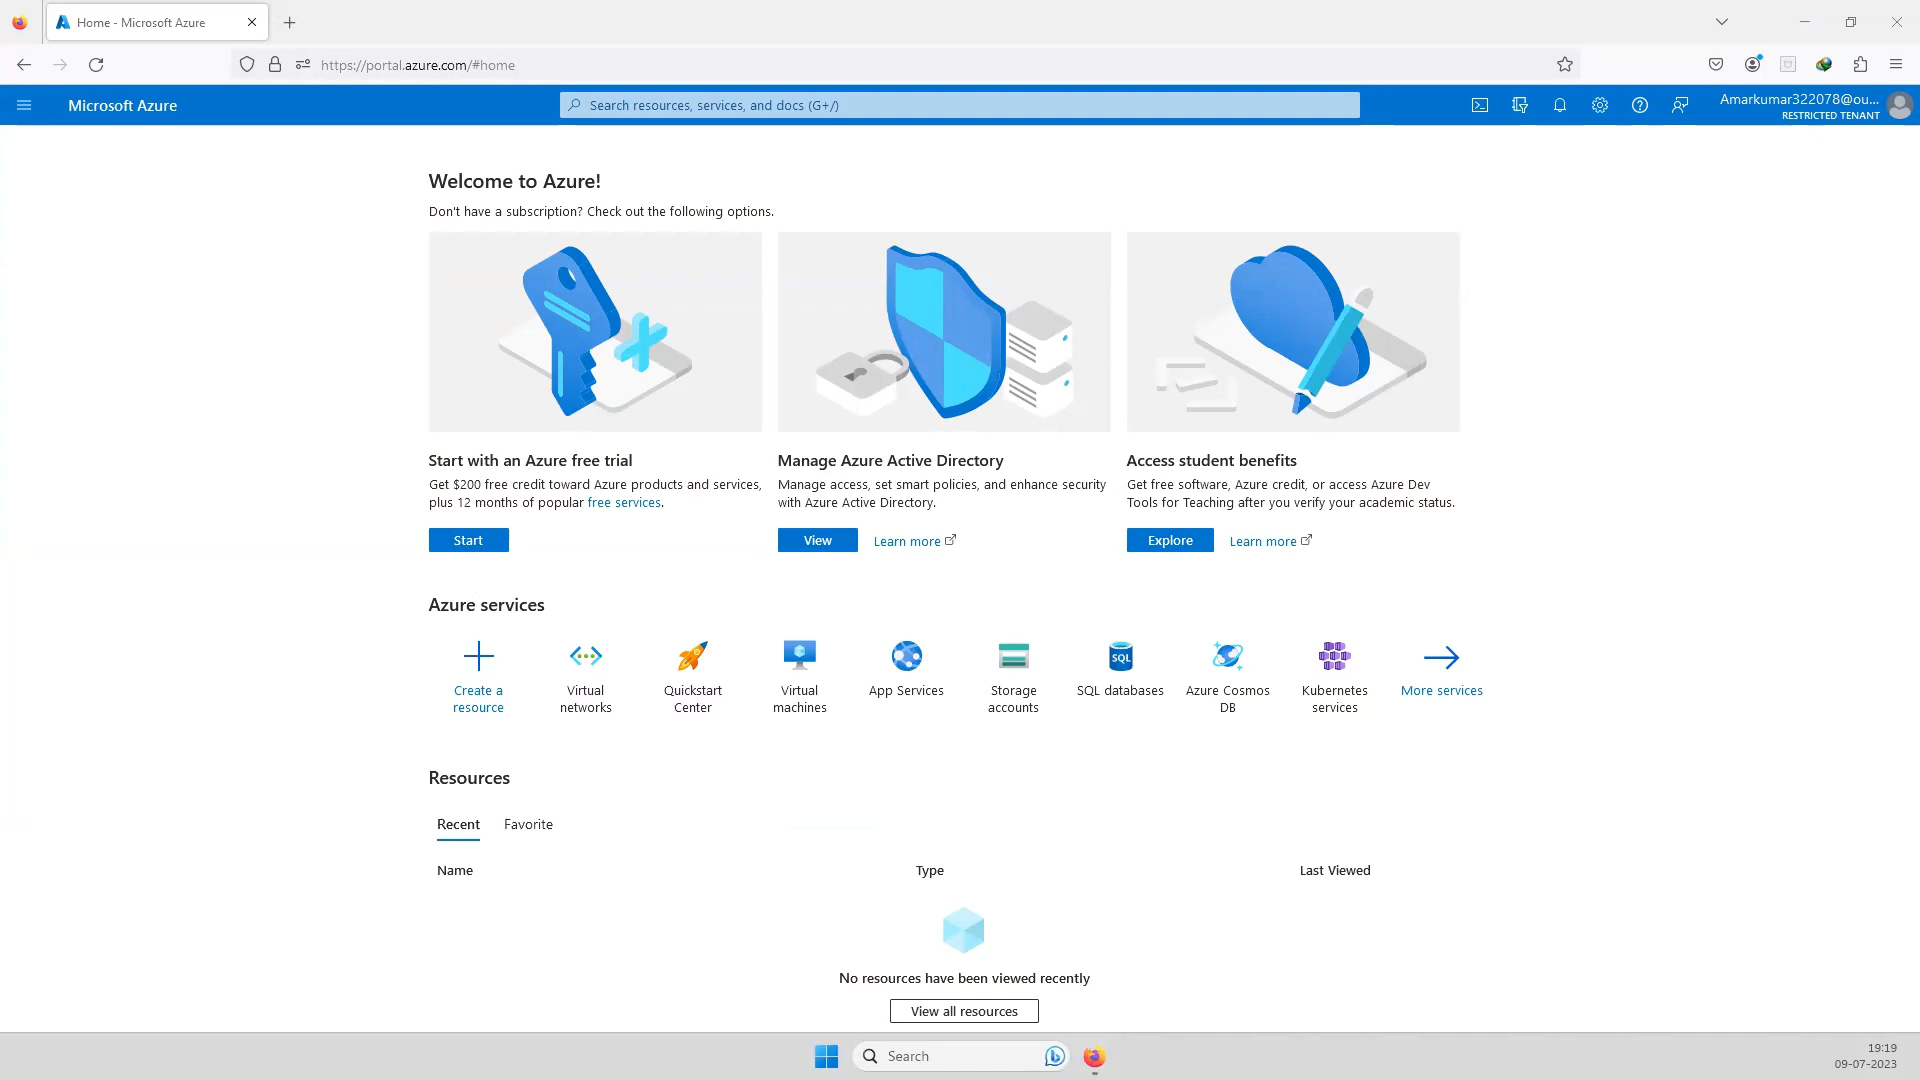 Home - Microsoft Azure
https://portal.azure.com/#home
Microsoft Azure
Search resources, services, and docs (G+/)
Amarkumar322078@ou...
RESTRICTED TENANT
Welcome to Azure!
Don't have a subscription? Check out the following options.
Start with an Azure free trial
Get $200 free credit toward Azure products and services,
plus 12 months of popular free services.
Start
Manage Azure Active Directory
Manage access, set smart policies, and enhance security
with Azure Active Directory.
View
Learn more
Access student benefits
Get free software, Azure credit, or access Azure Dev
Tools for Teaching after you verify your academic status.
Explore
Learn more
Azure services
Create a
resource
Virtual
networks
Quickstart
Center
Virtual
machines
App Services
Storage
accounts
SQL
SQL databases
Azure Cosmos
DB
Kubernetes
services
More services
Resources
Recent
Favorite
Name
Type
Last Viewed
No resources have been viewed recently
View all resources
Search
19:19
09-07-2023